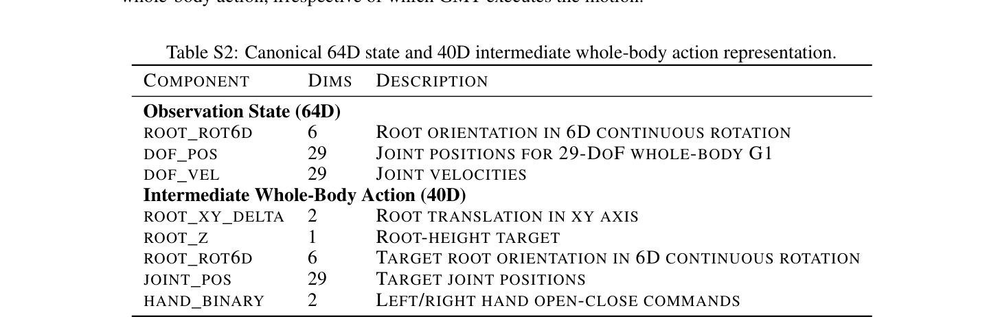 whole-body action, irrespective of which GMT executes the motion.
Table S2: Canonical 64D state and 40D intermediate whole-body action representation.
COMPONENT DIMS DESCRIPTION
Observation State (64D)
ROOT_ROT6D 6 ROOT ORIENTATION IN 6D CONTINUOUS ROTATION
DOF_POS 29 JOINT POSITIONS FOR 29-DOF WHOLE-BODY G1
DOF_VEL 29 JOINT VELOCITIES
Intermediate Whole-Body Action (40D)
ROOT_XY_DELTA 2 ROOT TRANSLATION IN XY AXIS
ROOT_Z 1 ROOT-HEIGHT TARGET
ROOT_ROT6D 6 TARGET ROOT ORIENTATION IN 6D CONTINUOUS ROTATION
JOINT_POS 29 TARGET JOINT POSITIONS
HAND_BINARY 2 LEFT/RIGHT HAND OPEN-CLOSE COMMANDS